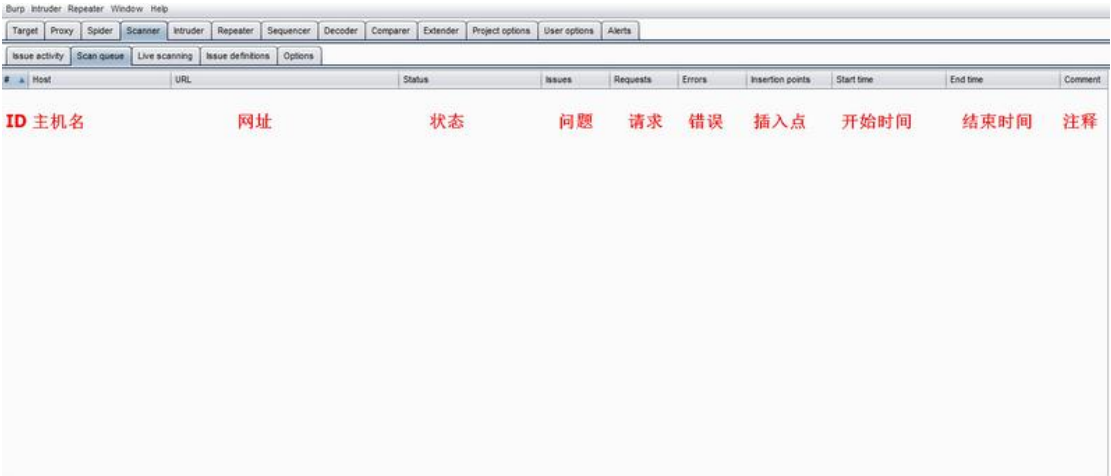 Burp Intruder Repeater Window Help
Target Proxy Spider Scanner Intruder Repeater Sequencer Decoder Comparer Extender Project options User options Alerts
Issue activity Scan queue Live scanning Issue definitions Options
# Host URL Status Issues Requests Errors Insertion points Start time End time Comment
ID 主机名 网址 状态 问题 请求 错误 插入点 开始时间 结束时间 注释